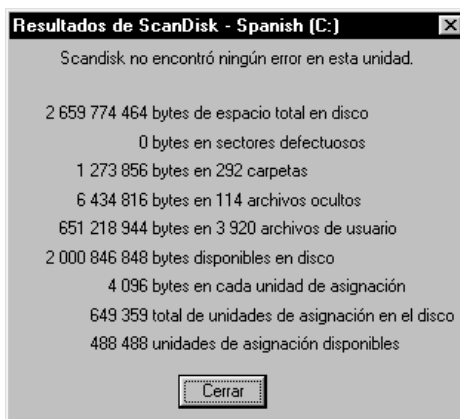 Resultados de ScanDisk - Spanish (C:)
Scandisk no encontró ningún error en esta unidad.
2 659 774 464 bytes de espacio total en disco
0 bytes en sectores defectuosos
1 273 856 bytes en 292 carpetas
6 434 816 bytes en 114 archivos ocultos
651 218 944 bytes en 3 920 archivos de usuario
2 000 846 848 bytes disponibles en disco
4 096 bytes en cada unidad de asignación
649 359 total de unidades de asignación en el disco
488 488 unidades de asignación disponibles
Cerrar